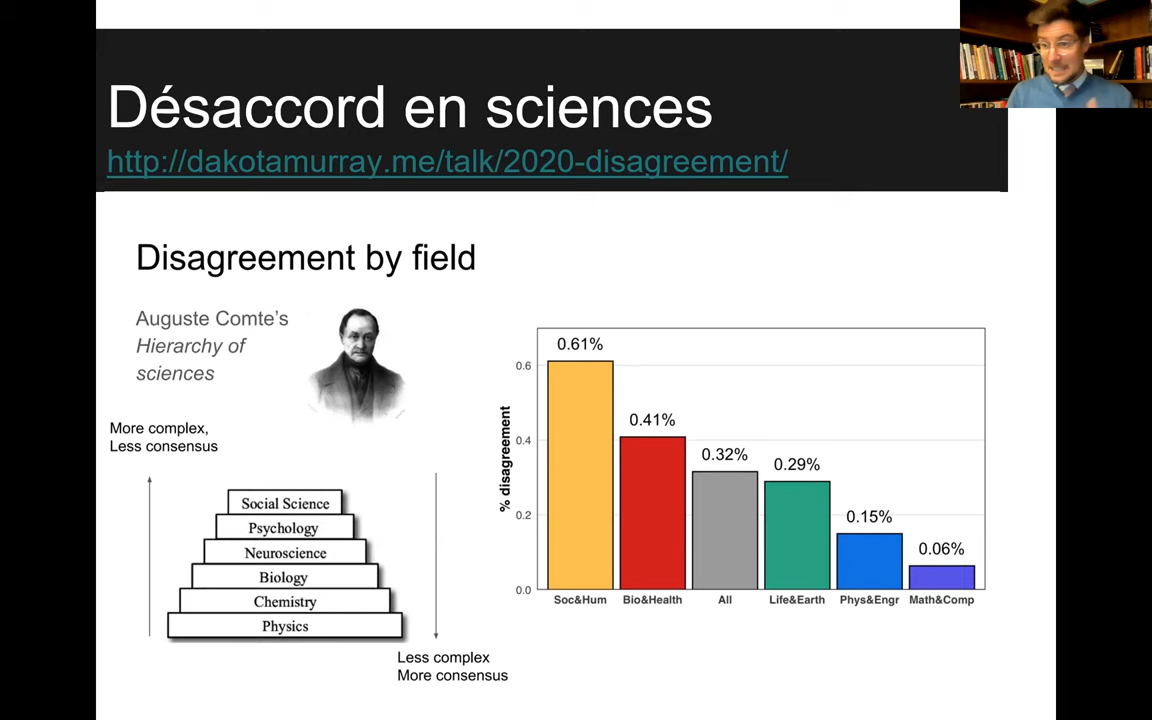 Désaccord en sciences
http://dakotamurray.me/talk/2020-disagreement/
Disagreement by field
Auguste Comte’s
Hierarchy of
sciences
More complex,
Less consensus
Social Science
Psychology
Neuroscience
Biology
Chemistry
Physics
Less complex
More consensus
% disagreement
0.6
0.4
0.2
0.0
0.61%
0.41%
0.32%
0.29%
0.15%
0.06%
Soc&Hum Bio&Health All Life&Earth Phys&Engr Math&Comp